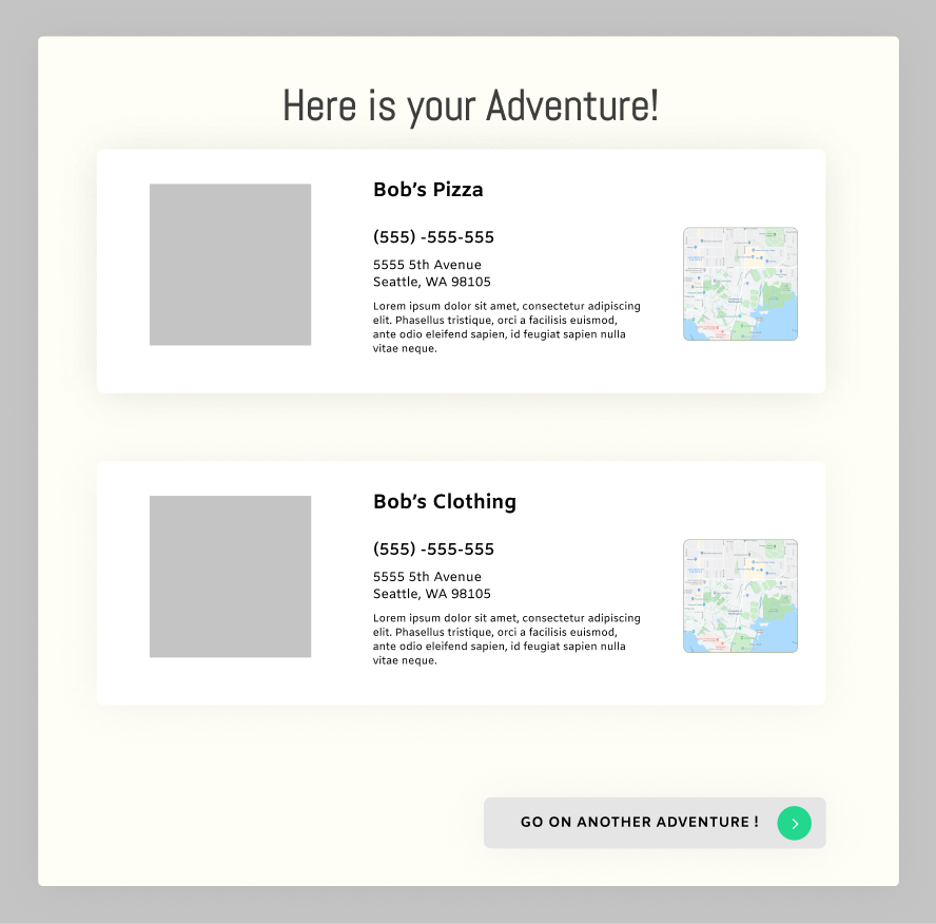 Here is your Adventure!
Bob's Pizza
(555) -555-555
5555 5th Avenue
Seattle, WA 98105
Lorem ipsum dolor sit amet, consectetur adipiscing
elit. Phasellus tristique, orci a facilisis euismod,
ante odio eleifend sapien, id feugiat sapien nulla
vitae neque.
Bob's Clothing
(555) -555-555
5555 5th Avenue
Seattle, WA 98105
Lorem ipsum dolor sit amet, consectetur adipiscing
elit. Phasellus tristique, orci a facilisis euismod,
ante odio eleifend sapien, id feugiat sapien nulla
vitae neque.
GO ON ANOTHER ADVENTURE !